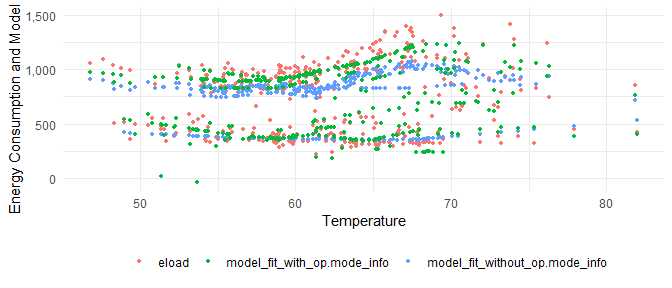 Energy Consumption and Model
1,500
1,000
500
0
50
60
70
80
Temperature
eload
model_fit_with_op.mode_info
model_fit_without_op.mode_info